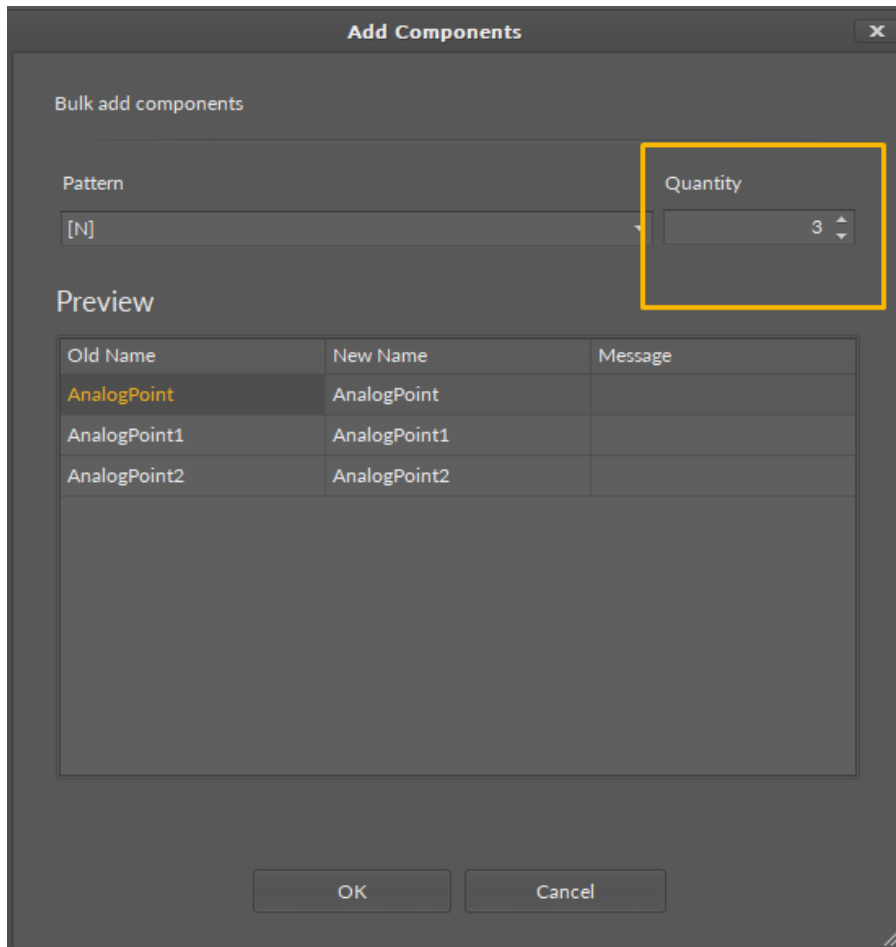 Add Components
x
Bulk add components
Pattern Quantity
[N] 3
Preview
Old Name New Name Message
AnalogPoint AnalogPoint
AnalogPoint1 AnalogPoint1
AnalogPoint2 AnalogPoint2
OK Cancel